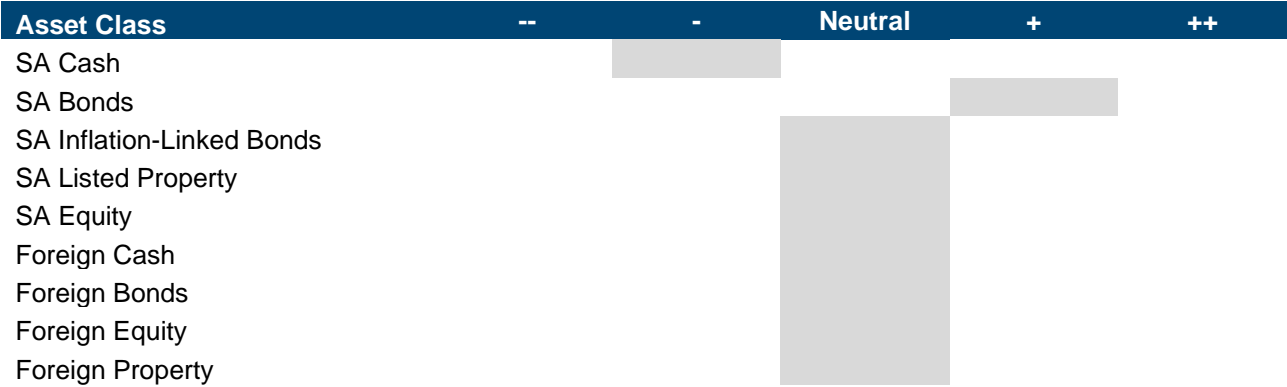 Asset Class -- - Neutral + ++
SA Cash
SA Bonds
SA Inflation-Linked Bonds
SA Listed Property
SA Equity
Foreign Cash
Foreign Bonds
Foreign Equity
Foreign Property